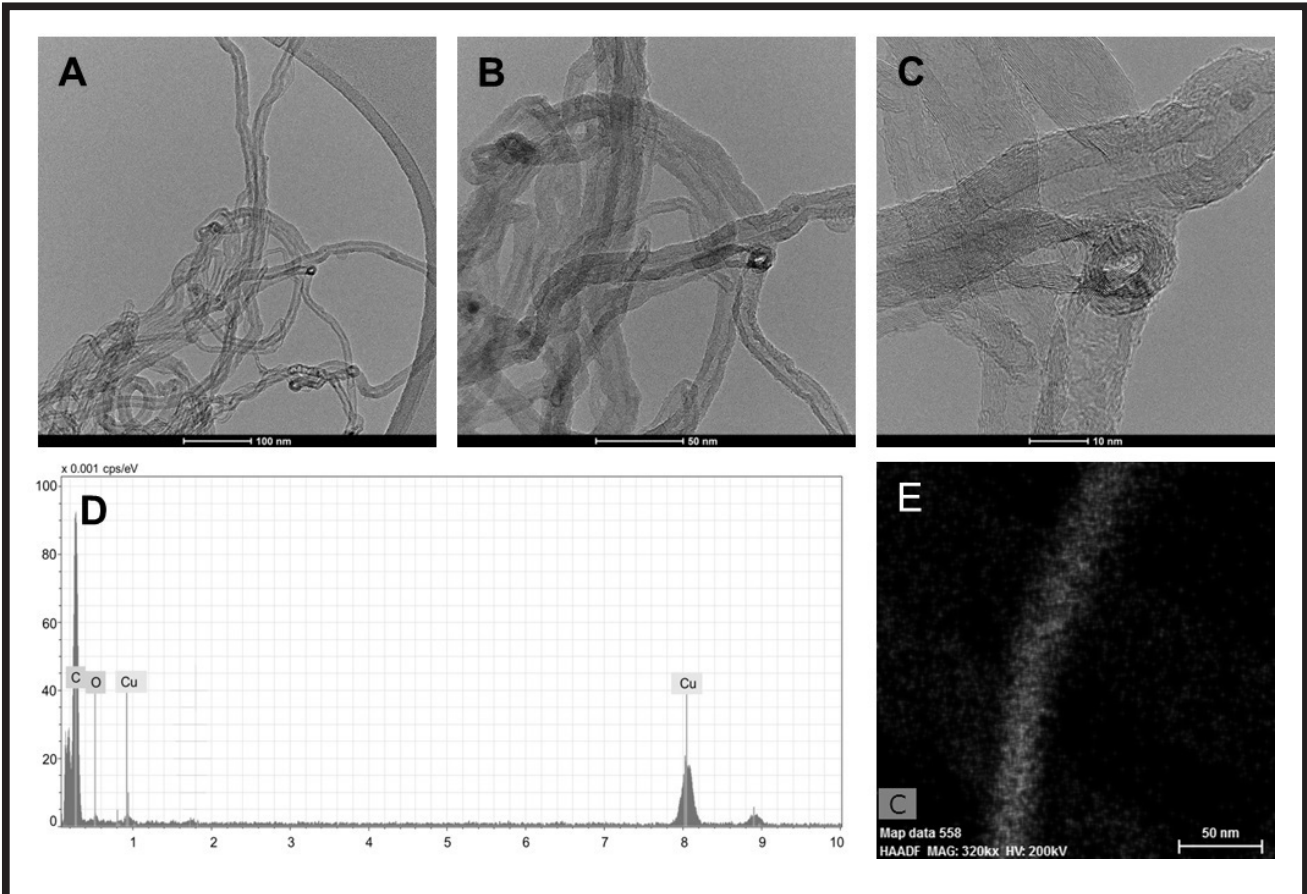 A
B
C
100 nm
50 nm
10 nm
x 0.001 cps/eV
D
100
80
60
40
20
0
C
O
Cu
Cu
1 2 3 4 5 6 7 8 9 10
E
C
Map data 558
HAADF MAG: 320kx HV: 200kV
50 nm